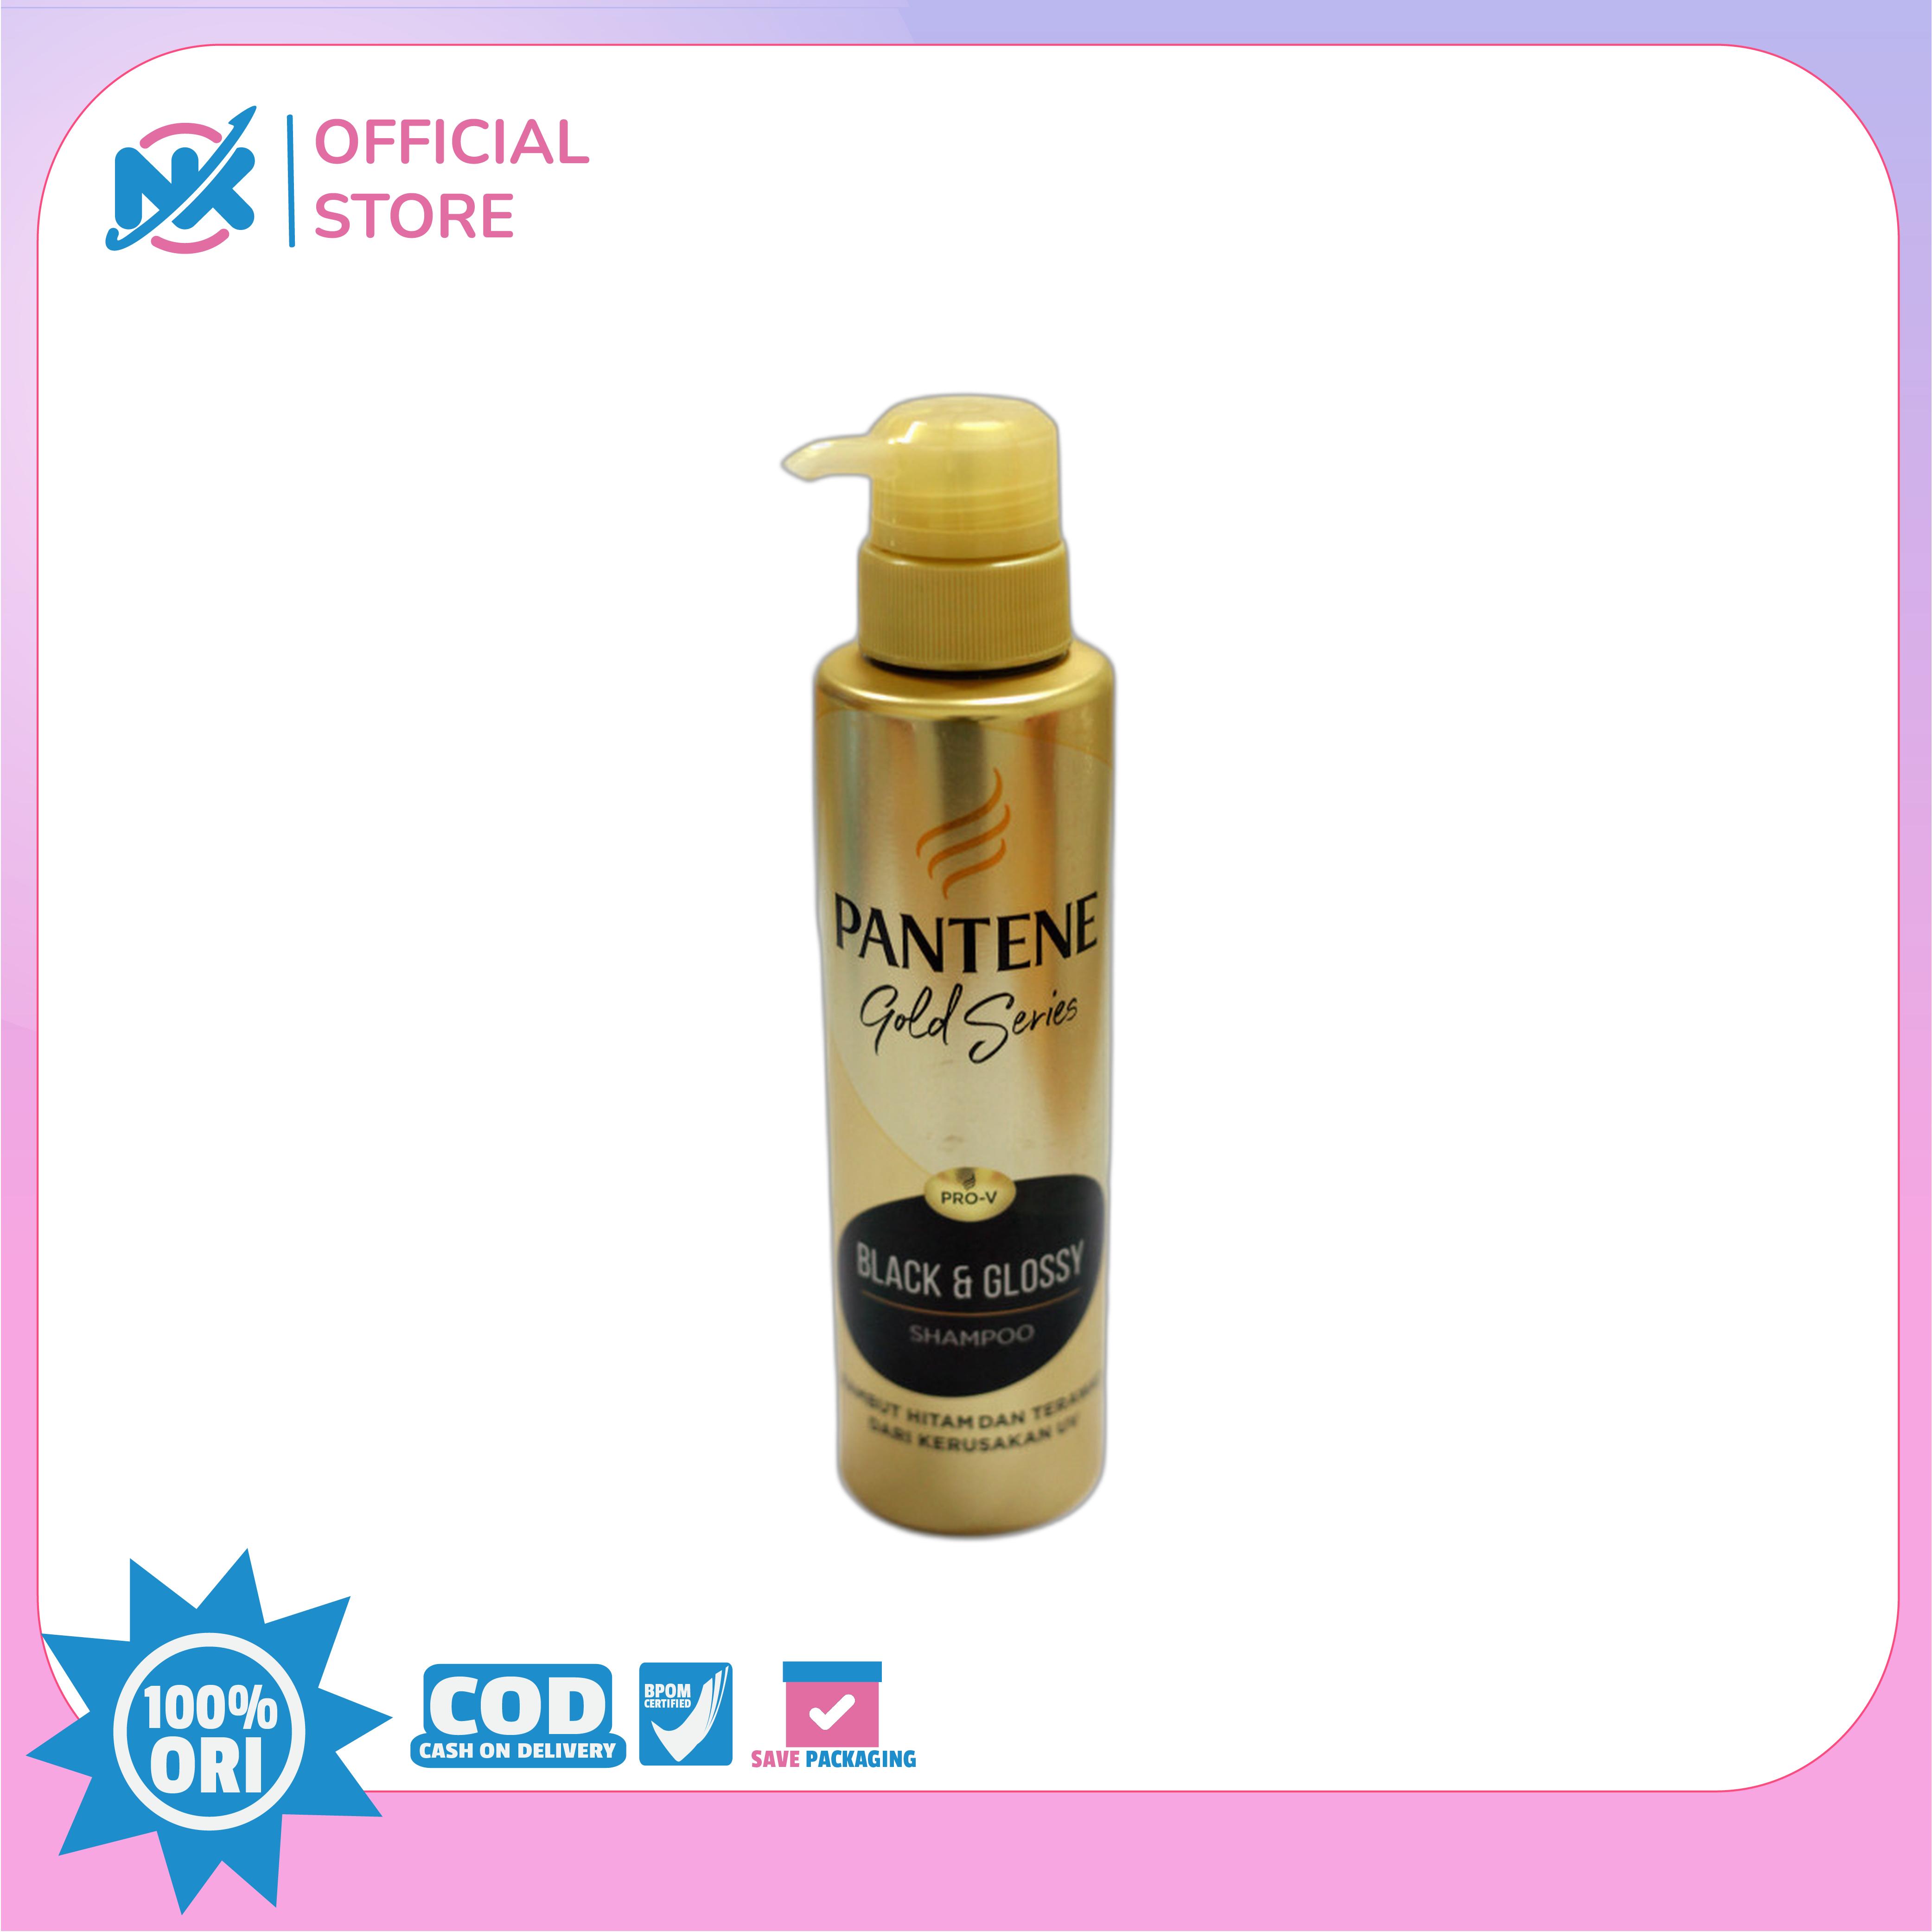 NK
OFFICIAL
STORE
PANTENE
Gold Series
PRO-V
BLACK & GLOSSY
SHAMPOO
HITAM DAN
DARI KERUSAKAN UV
100%
ORI
COD
CASH ON DELIVERY
BPOM
CERTIFIED
SAVE PACKAGING